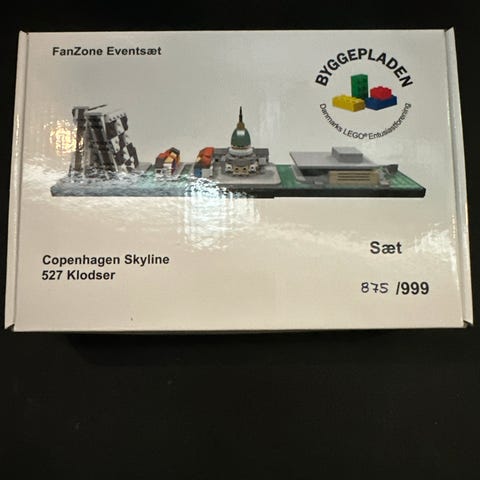 FanZone Eventsæt
BYGGEPLADEN
Danmarks LEGO® Entusiastforening
Copenhagen Skyline
527 Klodser
Sæt
875 /999